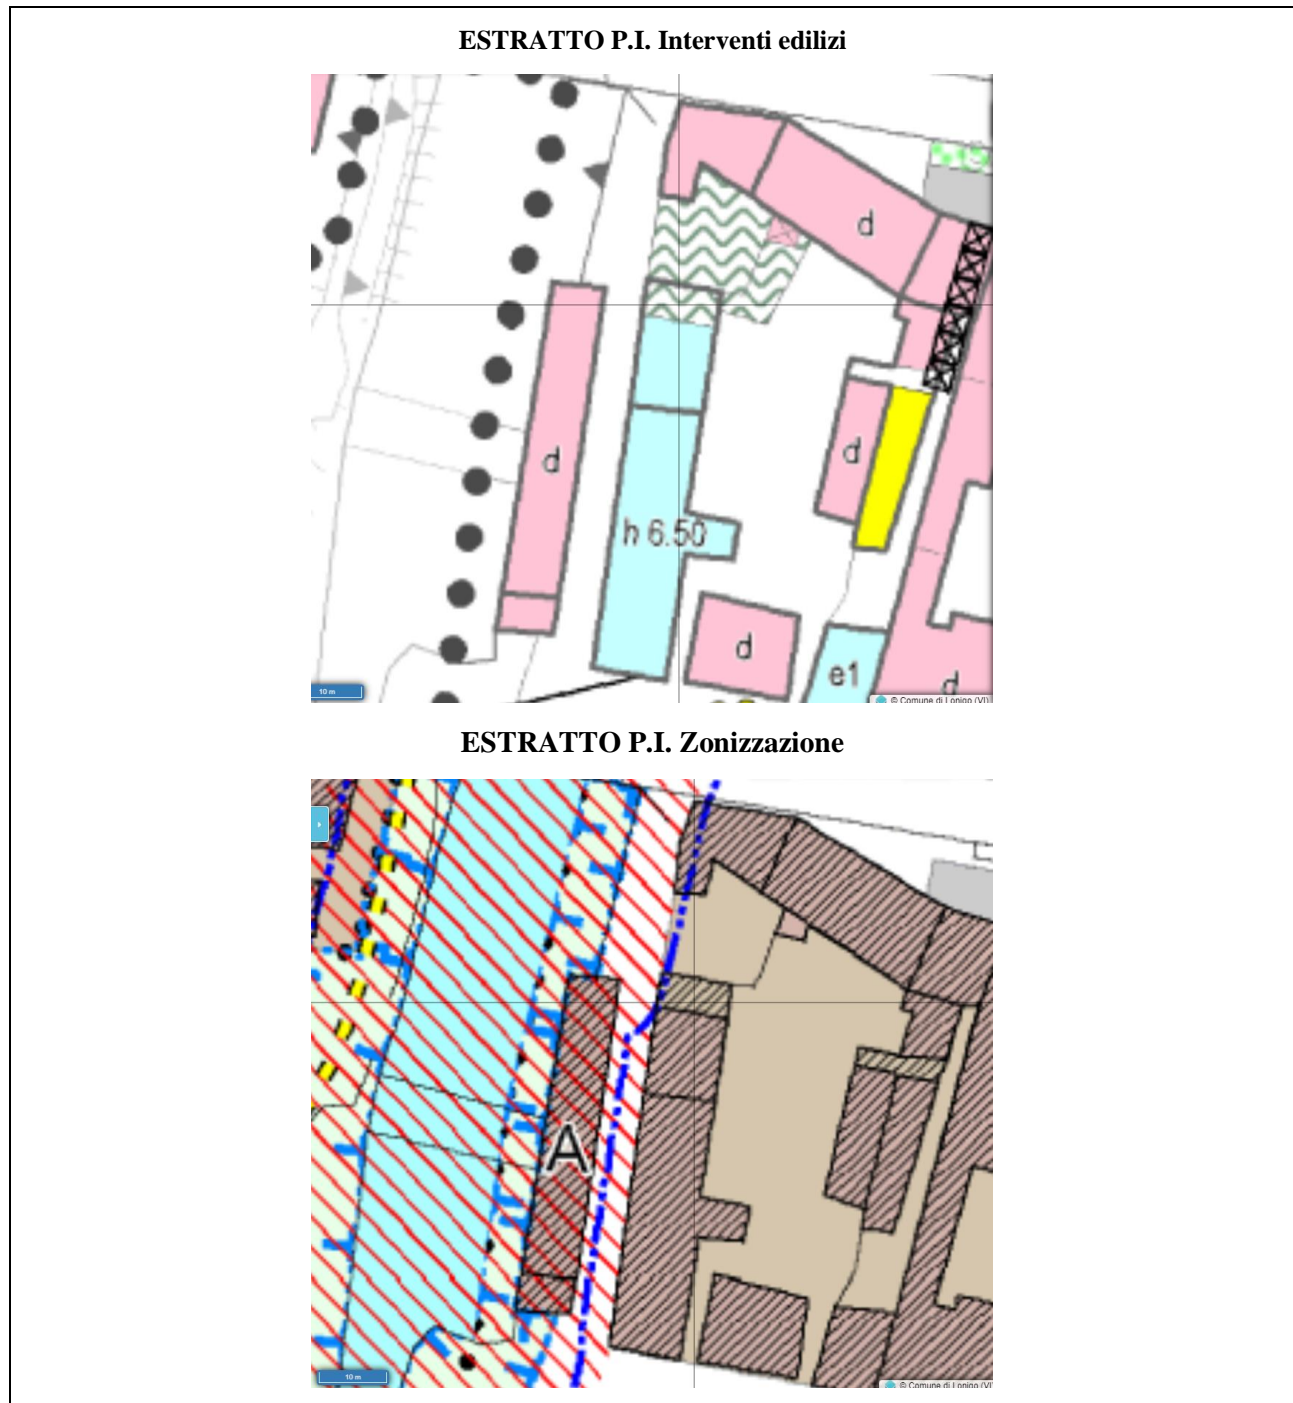 ESTRATTO P.I. Interventi edilizi
d
d
d
h 6.50
d
e1
d
10 m
© Comune di Lonigo (VI)
ESTRATTO P.I. Zonizzazione
A
10 m
© Comune di Lonigo (VI)